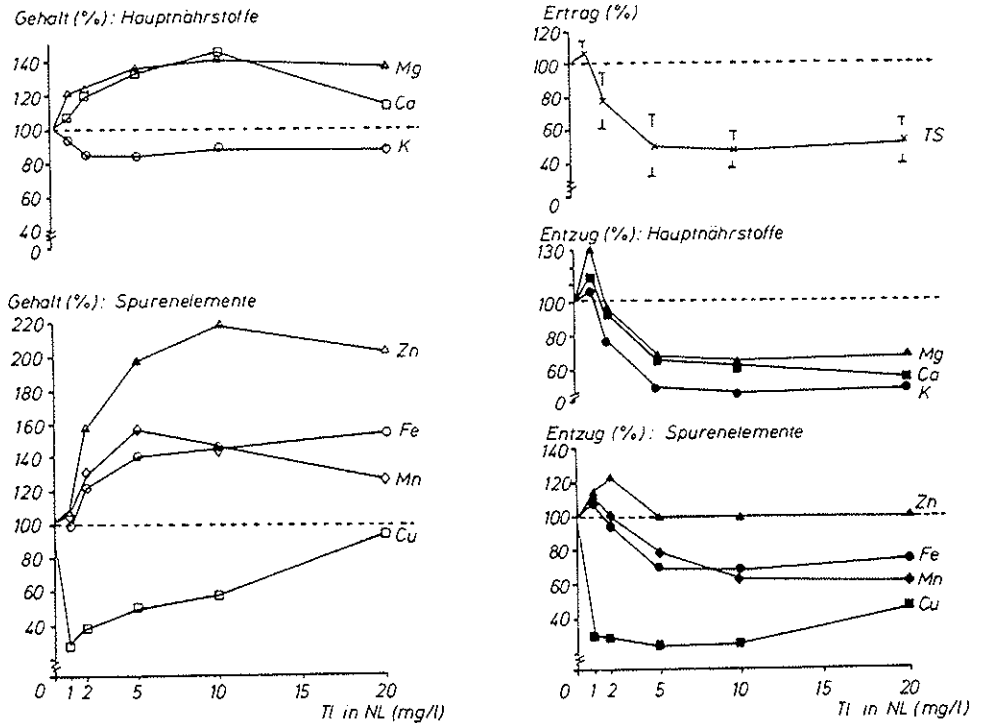 Gehalt (%): Hauptnährstoffe
140
120
100
80
60
40
0
Mg
Ca
K
Gehalt (%): Spurenelemente
220
200
180
160
140
120
100
80
60
40
Zn
Fe
Mn
Cu
0 1 2 5 10 15 20
Tl in NL (mg/l)
Ertrag (%)
120
100
80
60
40
0
TS
Entzug (%): Hauptnährstoffe
130
100
80
60
0
Mg
Ca
K
Entzug (%): Spurenelemente
140
120
100
80
60
40
Zn
Fe
Mn
Cu
0 1 2 5 10 15 20
Tl in NL (mg/l)